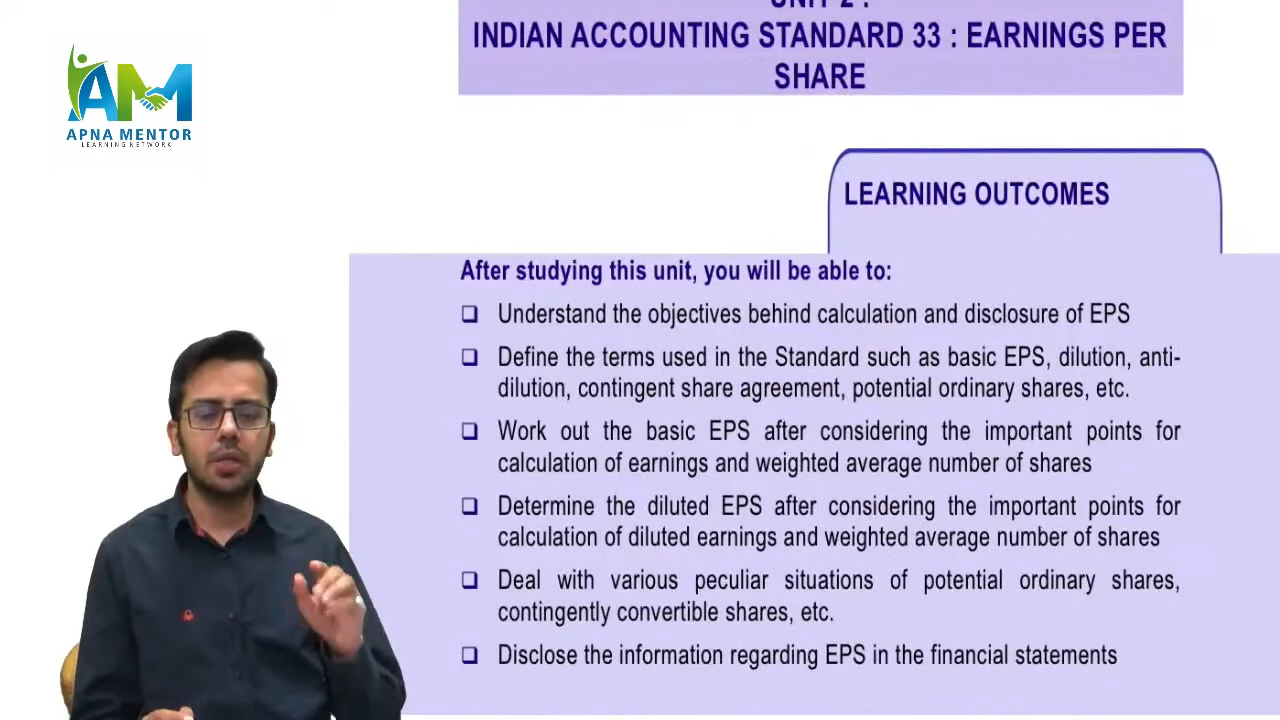 UNIT 2 :
INDIAN ACCOUNTING STANDARD 33 : EARNINGS PER
SHARE
AM
APNA MENTOR
LEARNING NETWORK
LEARNING OUTCOMES
After studying this unit, you will be able to:
❑ Understand the objectives behind calculation and disclosure of EPS
❑ Define the terms used in the Standard such as basic EPS, dilution, anti-
dilution, contingent share agreement, potential ordinary shares, etc.
❑ Work out the basic EPS after considering the important points for
calculation of earnings and weighted average number of shares
❑ Determine the diluted EPS after considering the important points for
calculation of diluted earnings and weighted average number of shares
❑ Deal with various peculiar situations of potential ordinary shares,
contingently convertible shares, etc.
❑ Disclose the information regarding EPS in the financial statements